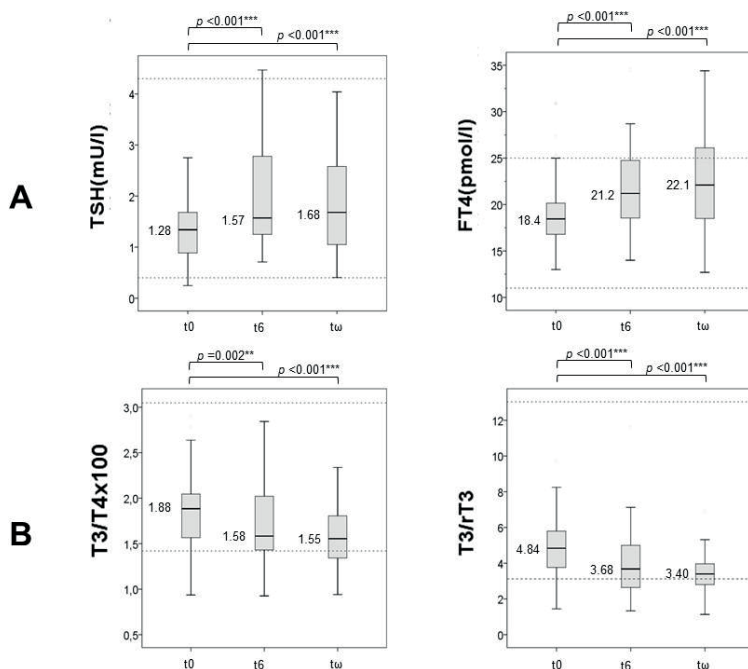 p <0.001***
p <0.001***
TSH(mU/l)
4
3
2
1
0
1.28
1.57
1.68
t0
t6
tω
p <0.001***
p <0.001***
FT4(pmol/l)
35
30
25
20
15
10
18.4
21.2
22.1
t0
t6
tω
A
p =0.002**
p <0.001***
T3/T4x100
3,0
2,5
2,0
1,5
1,0
0,5
1.88
1.58
1.55
t0
t6
tω
p <0.001***
p <0.001***
T3/rT3
12
10
8
6
4
2
0
4.84
3.68
3.40
t0
t6
tω
B